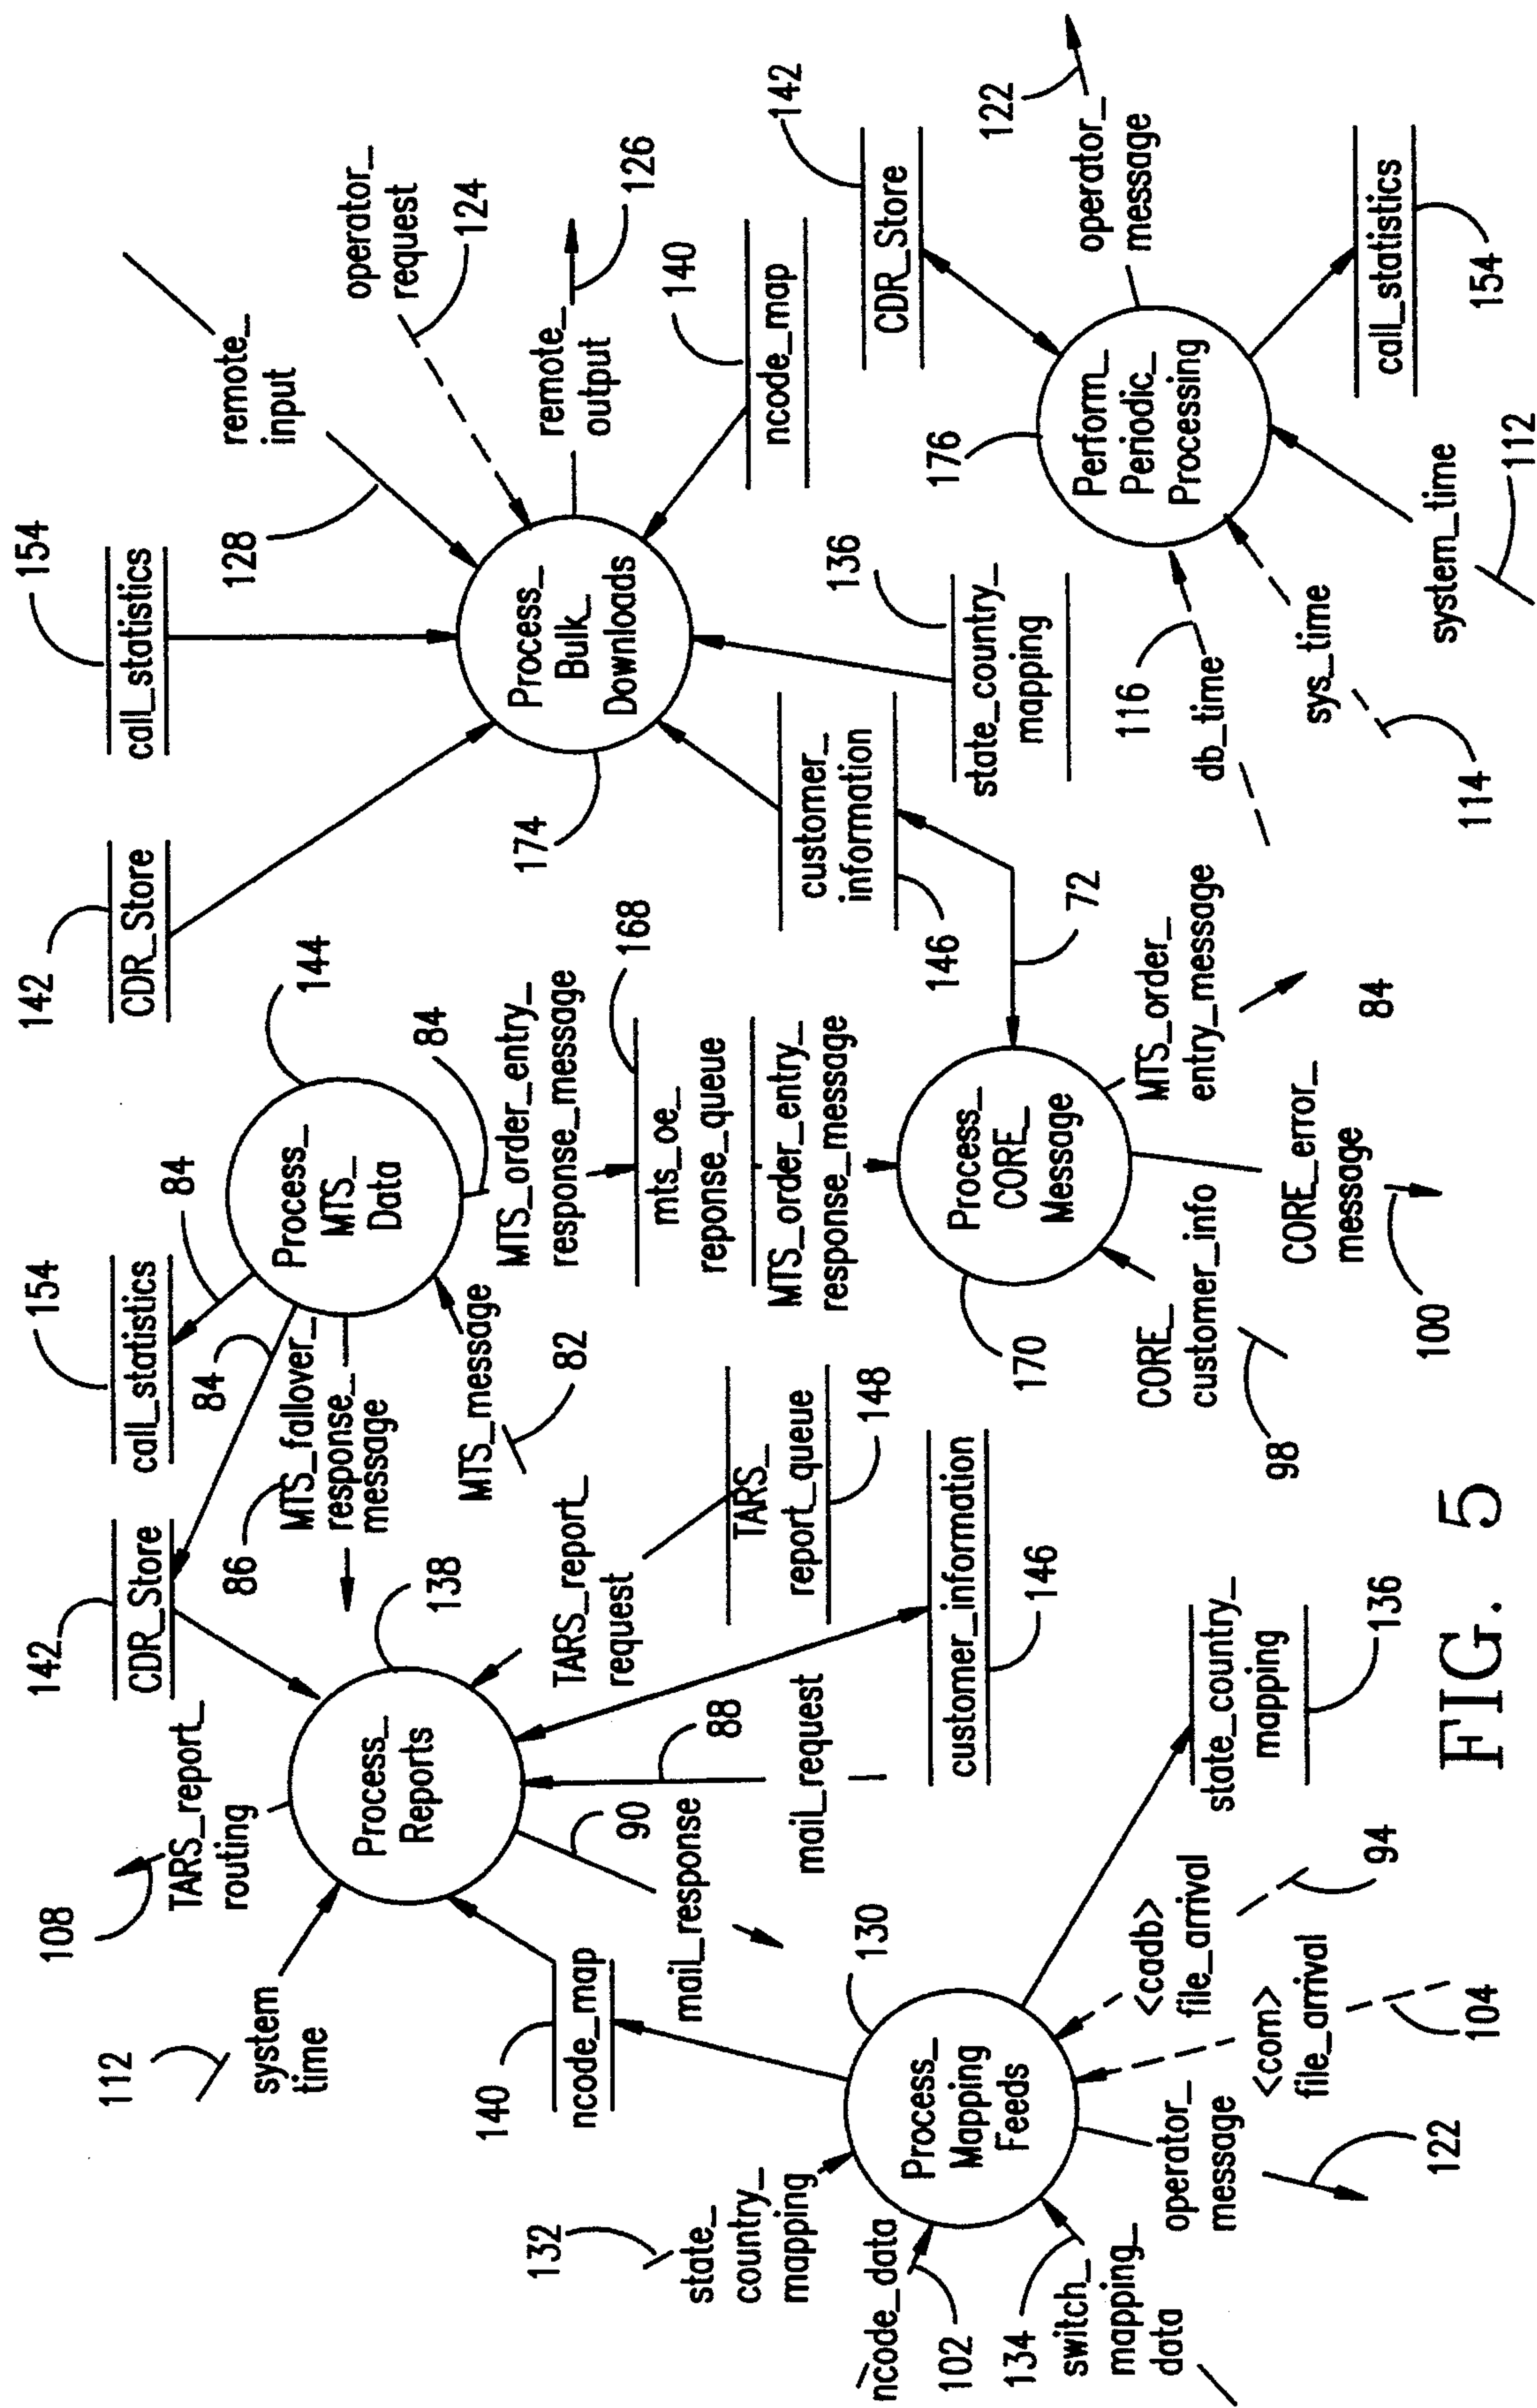 142
CDR_Store
154
call_statistics
remote_
input
128
operator_
request
124
remote_
output
126
140
ncode_map
Process_
Bulk_
Downloads
174
customer_
information
146
136
state_country_
mapping
72
142
CDR_Store
122
operator_
message
176
Perform_
Periodic_
Processing
call_statistics
154
116
db_time
sys_time
114
system_time
112
142
CDR_Store
154
call_statistics
84
84
144
Process_
MTS_
Data
86
MTS_fallover_
response_
message
MTS_message
82
84
MTS_order_entry_
response_message
168
mts_oe_
reponse_queue
MTS_order_entry_
response_message
Process_
CORE_
Message
170
CORE_
customer_info
98
CORE_error_
message
100
MTS_order_
entry_message
84
108
TARS_report_
routing
112
system
time
138
Process_
Reports
TARS_report_
request
TARS_
report_queue
148
customer_information
146
88
mail_request
90
mail_response
140
ncode_map
130
Process_
Mapping
Feeds
132
state_
country_
mapping
ncode_data
102
134
switch_
mapping_
data
operator_
message
122
<com>
file_arrival
104
<cadb>
file_arrival
94
state_country_
mapping
136
FIG. 5